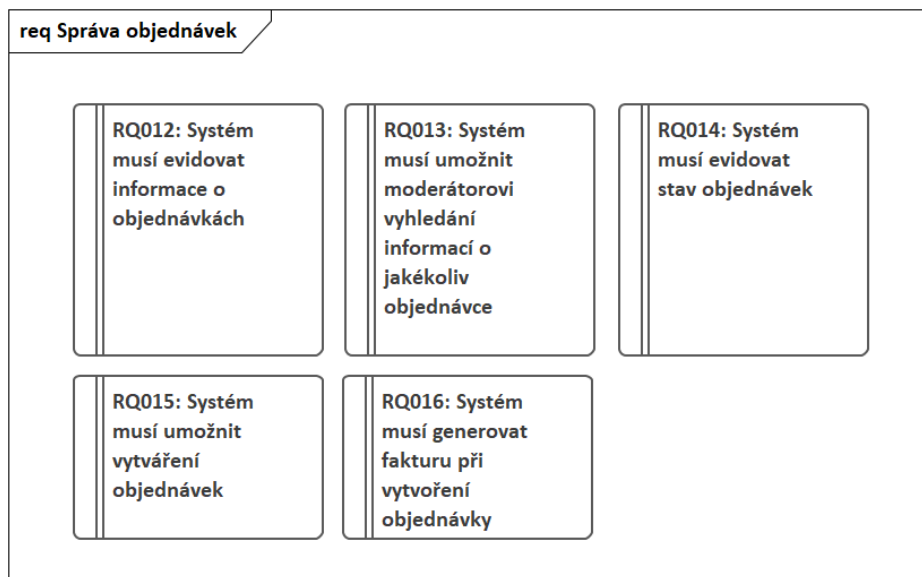 req Správa objednávek
RQ012: Systém
musí evidovat
informace o
objednávkách
RQ013: Systém
musí umožnit
moderátorovi
vyhledání
informací o
jakékoliv
objednávce
RQ014: Systém
musí evidovat
stav objednávek
RQ015: Systém
musí umožnit
vytváření
objednávek
RQ016: Systém
musí generovat
fakturu při
vytvoření
objednávky